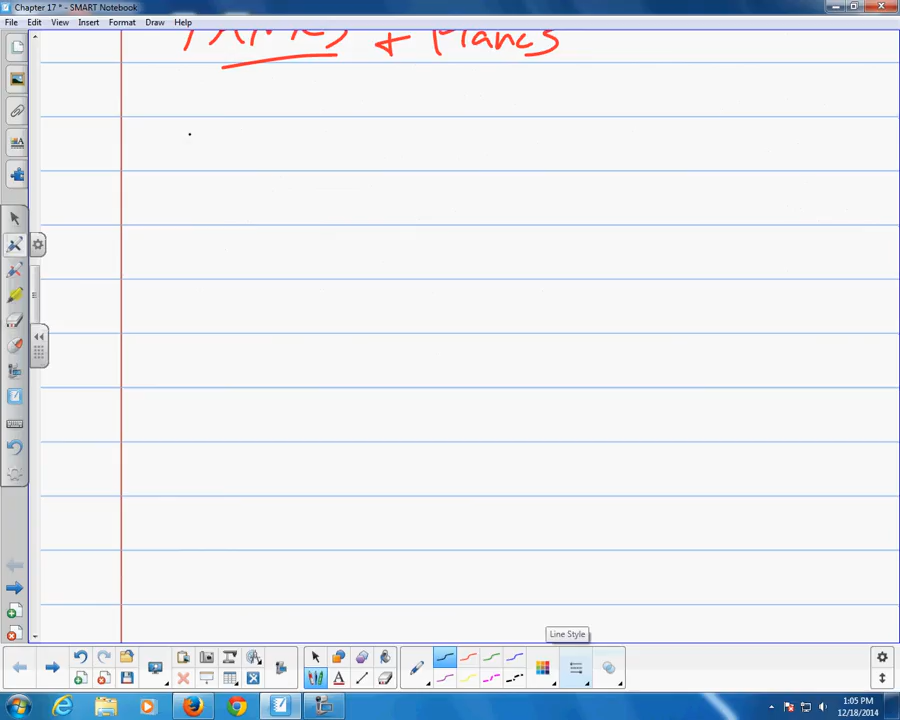 Chapter 17 * - SMART Notebook
File Edit View Insert Format Draw Help
+ Planes
Line Style
1:05 PM
12/18/2014